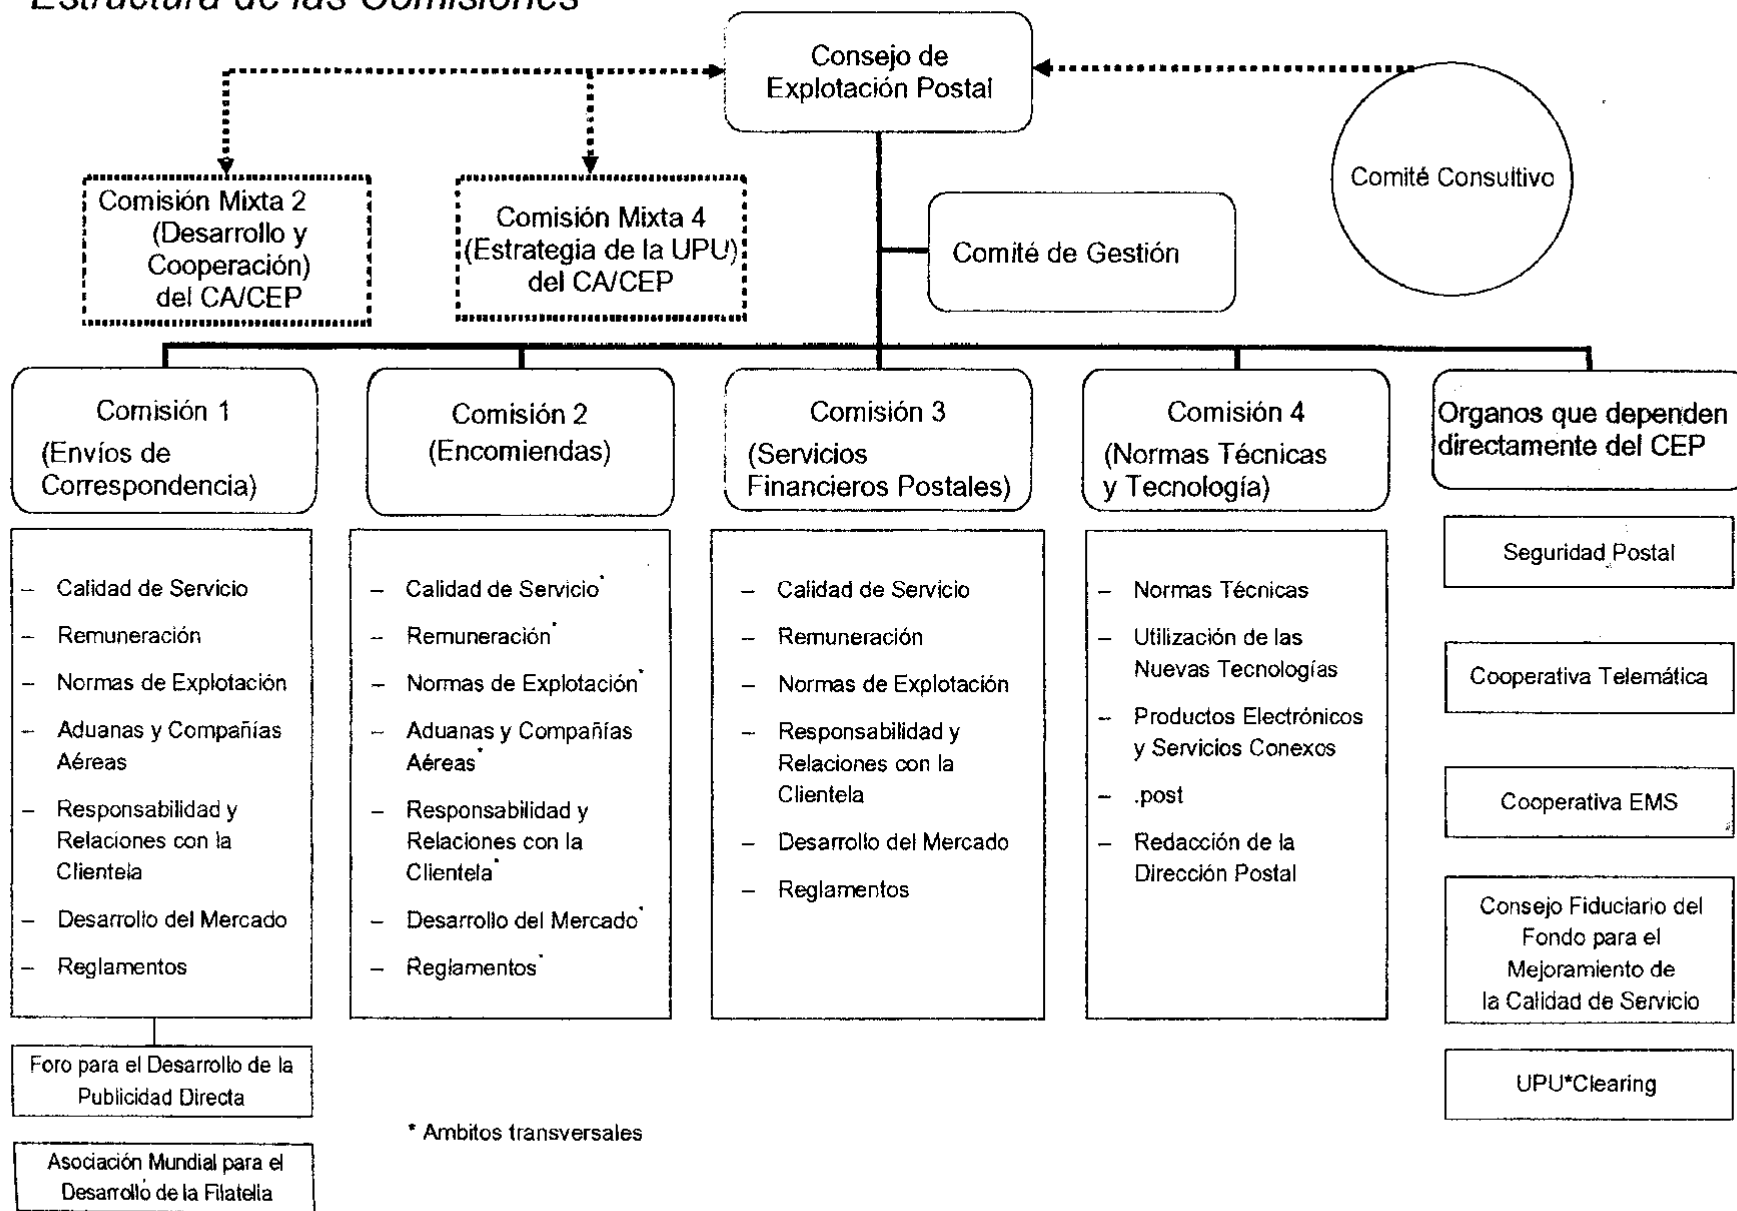 Estructura de las Comisiones
Consejo de
Explotación Postal
Comité Consultivo
Comisión Mixta 2
(Desarrollo y
Cooperación)
del CA/CEP
Comisión Mixta 4
(Estrategia de la UPU)
del CA/CEP
Comité de Gestión
Comisión 1
(Envíos de
Correspondencia)
Comisión 2
(Encomiendas)
Comisión 3
(Servicios
Financieros Postales)
Comisión 4
(Normas Técnicas
y Tecnología)
Organos que dependen
directamente del CEP
– Calidad de Servicio
– Remuneración
– Normas de Explotación
– Aduanas y Compañías
Aéreas
– Responsabilidad y
Relaciones con la
Clientela
– Desarrollo del Mercado
– Reglamentos
Foro para el Desarrollo de la
Publicidad Directa
Asociación Mundial para el
Desarrollo de la Filatelia
– Calidad de Servicio*
– Remuneración*
– Normas de Explotación*
– Aduanas y Compañías
Aéreas*
– Responsabilidad y
Relaciones con la
Clientela*
– Desarrollo del Mercado*
– Reglamentos*
* Ambitos transversales
– Calidad de Servicio
– Remuneración
– Normas de Explotación
– Responsabilidad y
Relaciones con la
Clientela
– Desarrollo del Mercado
– Reglamentos
– Normas Técnicas
– Utilización de las
Nuevas Tecnologías
– Productos Electrónicos
y Servicios Conexos
– .post
– Redacción de la
Dirección Postal
Seguridad Postal
Cooperativa Telemática
Cooperativa EMS
Consejo Fiduciario del
Fondo para el
Mejoramiento de
la Calidad de Servicio
UPU*Clearing